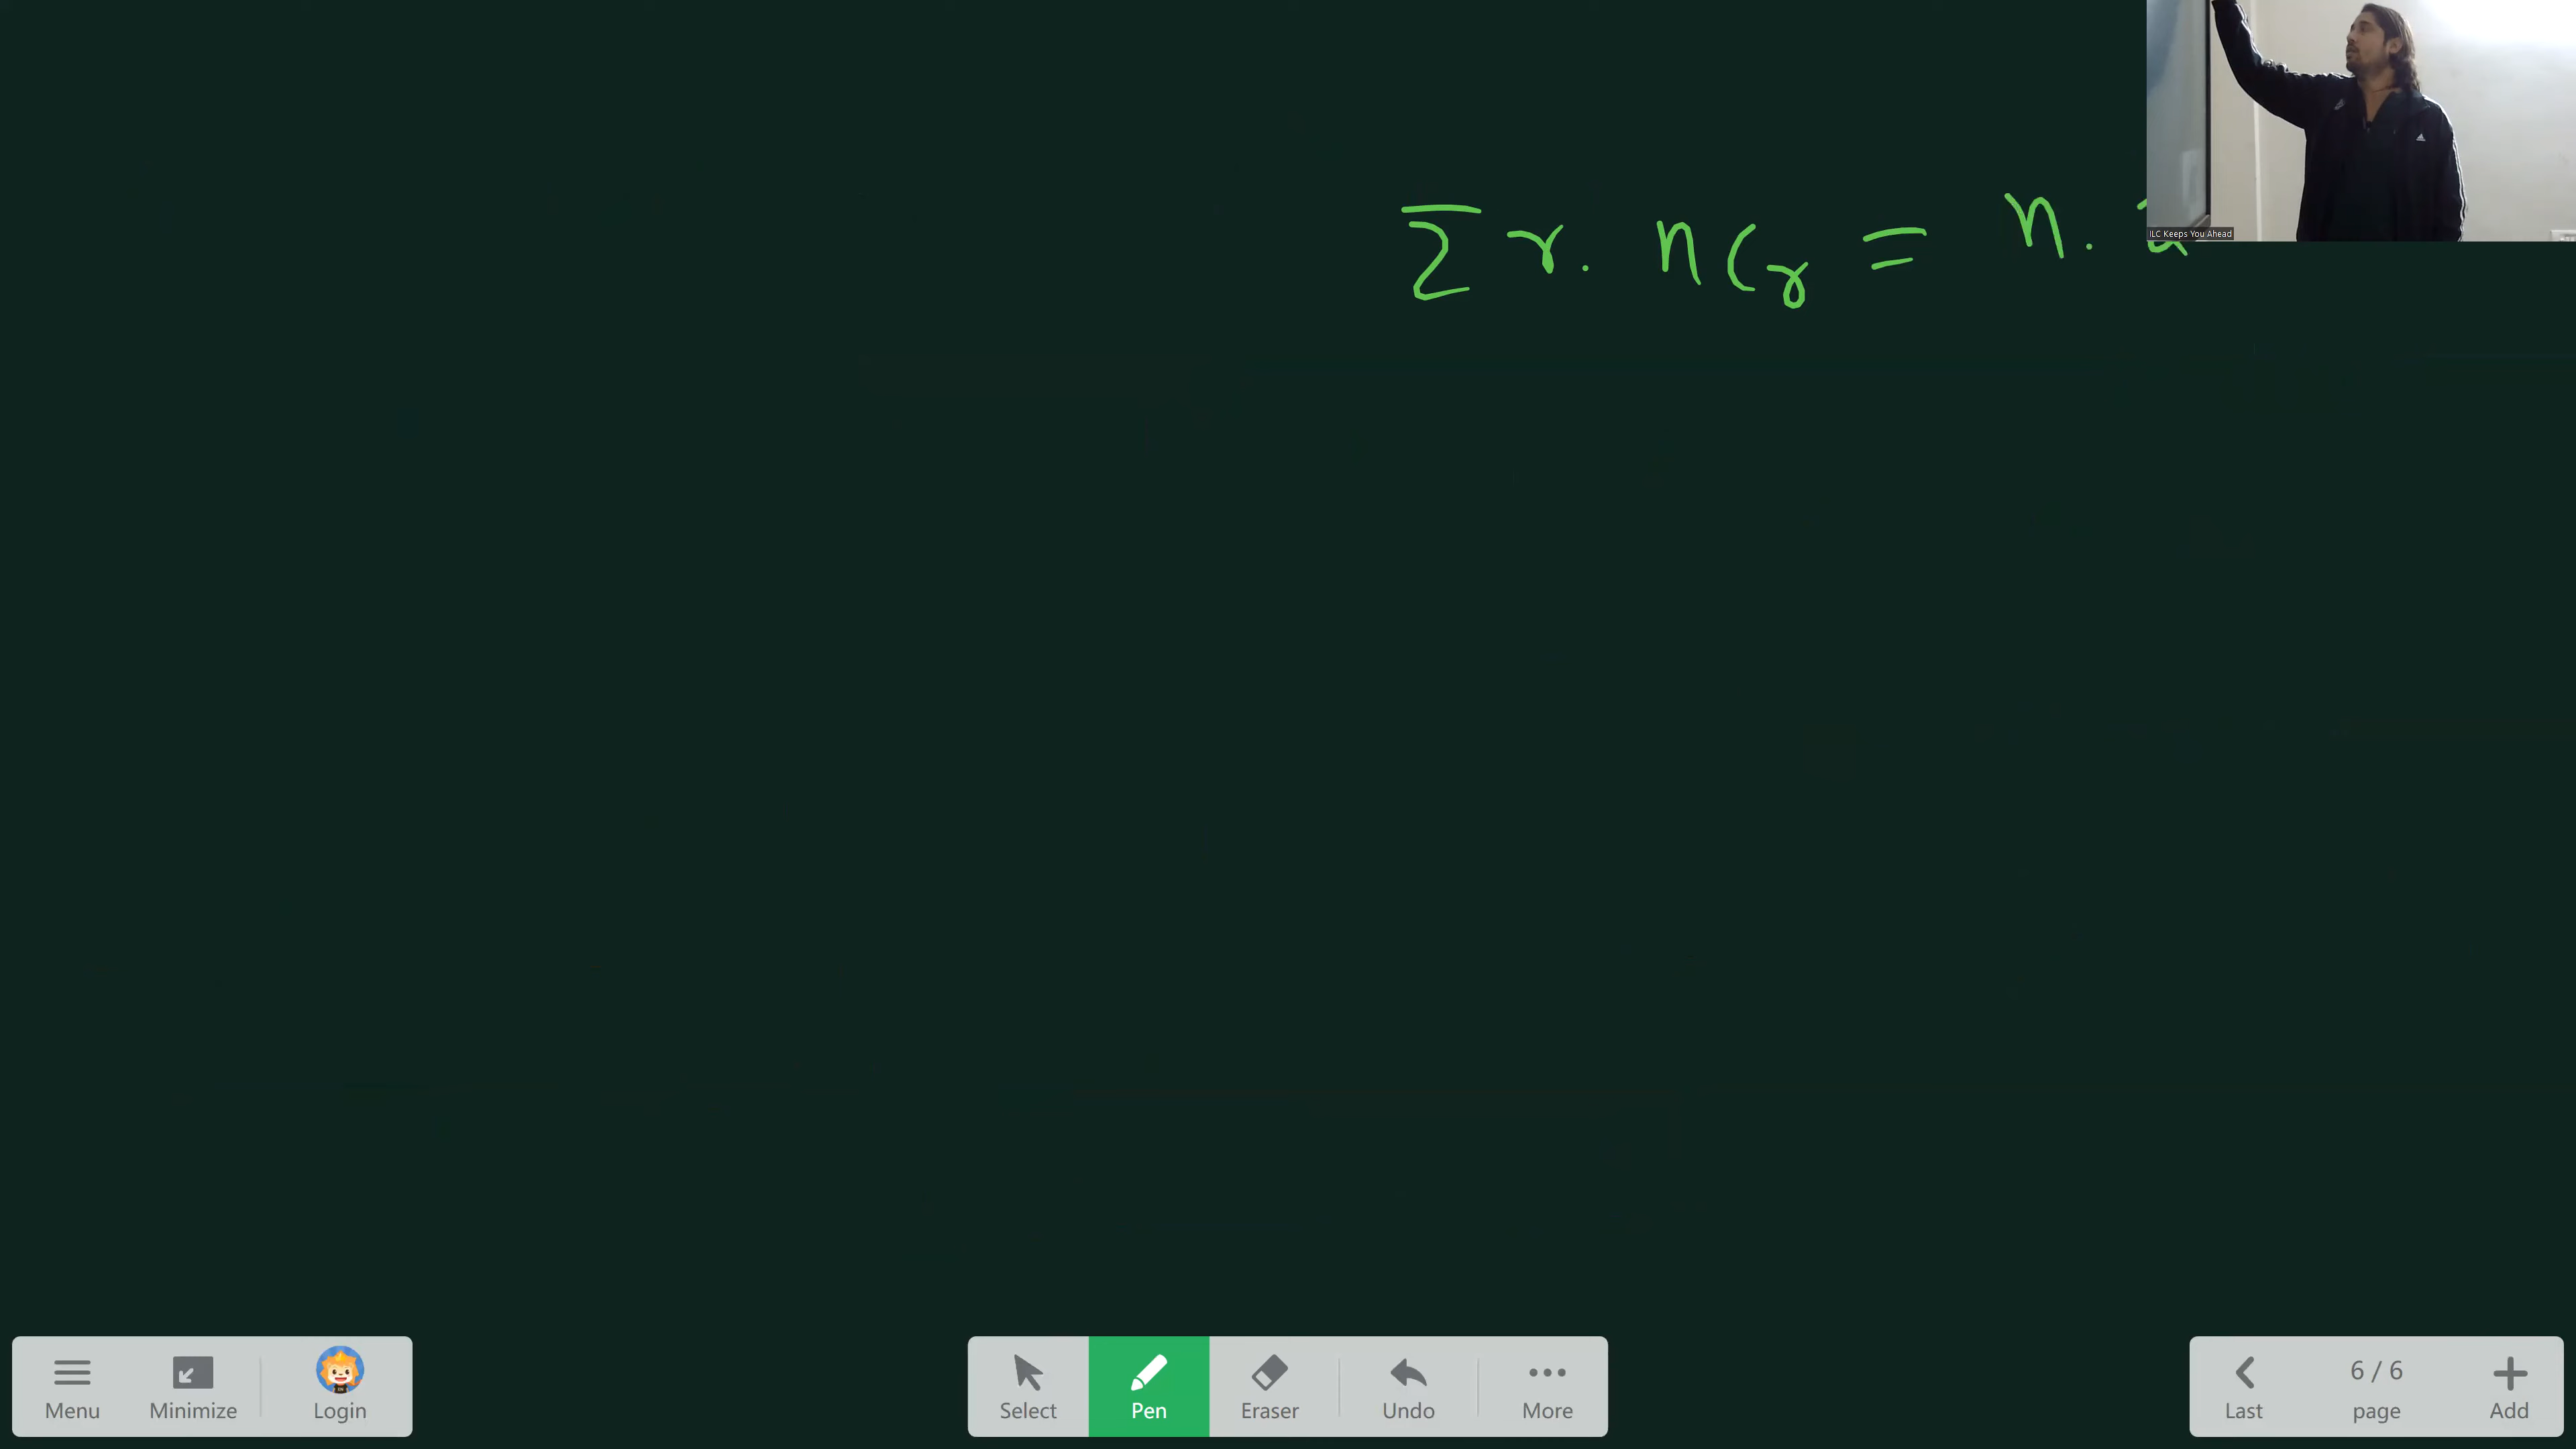 Σ r. nCr = n.
ILC Keeps You Ahead
Menu Minimize Login Select Pen Eraser Undo More Last 6 / 6 page Add